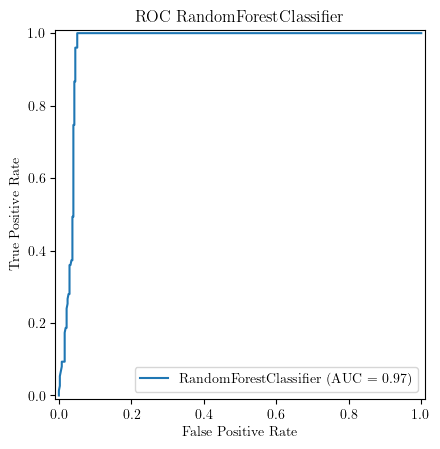 ROC RandomForestClassifier
1.0
0.8
0.6
0.4
0.2
0.0
True Positive Rate
RandomForestClassifier (AUC = 0.97)
0.0 0.2 0.4 0.6 0.8 1.0
False Positive Rate